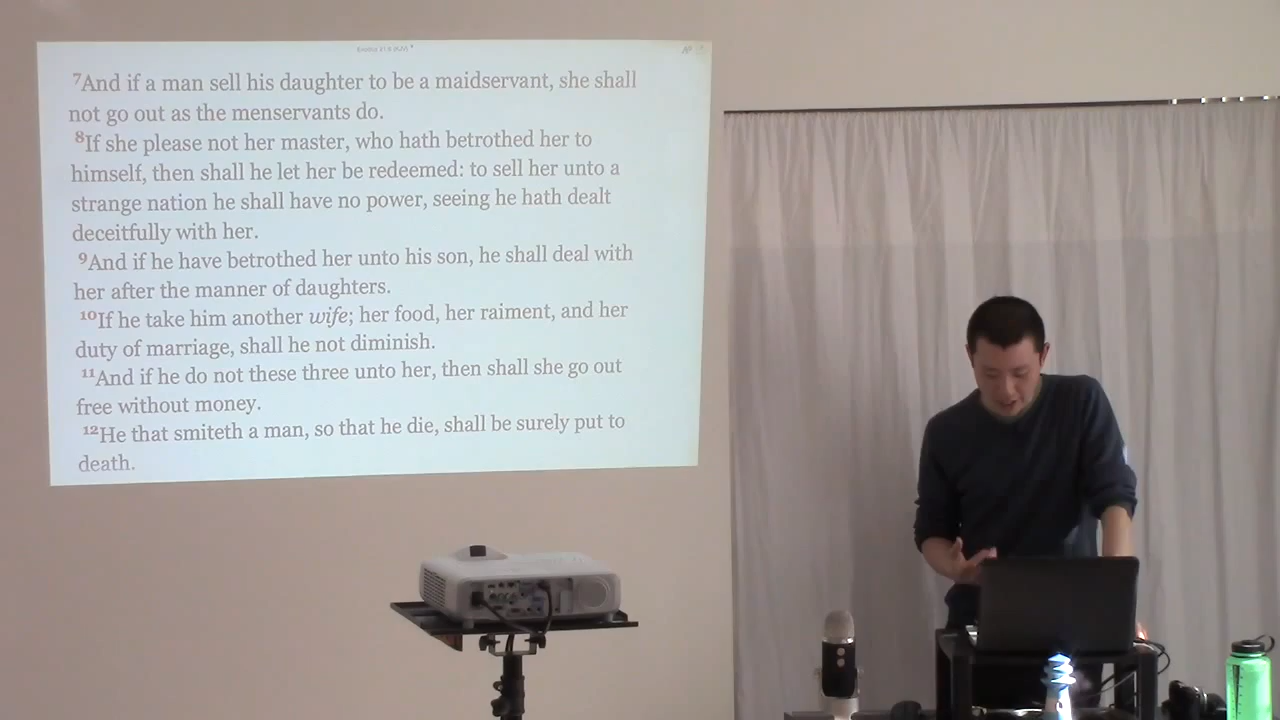 Exodus 21:8 (KJV)
7And if a man sell his daughter to be a maidservant, she shall
not go out as the menservants do.
8If she please not her master, who hath betrothed her to
himself, then shall he let her be redeemed: to sell her unto a
strange nation he shall have no power, seeing he hath dealt
deceitfully with her.
9And if he have betrothed her unto his son, he shall deal with
her after the manner of daughters.
10If he take him another wife; her food, her raiment, and her
duty of marriage, shall he not diminish.
11And if he do not these three unto her, then shall she go out
free without money.
12He that smiteth a man, so that he die, shall be surely put to
death.